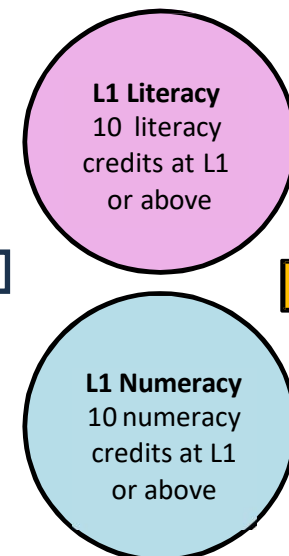 L1 Literacy
10 literacy
credits at L1
or above
L1 Numeracy
10 numeracy
credits at L1
or above